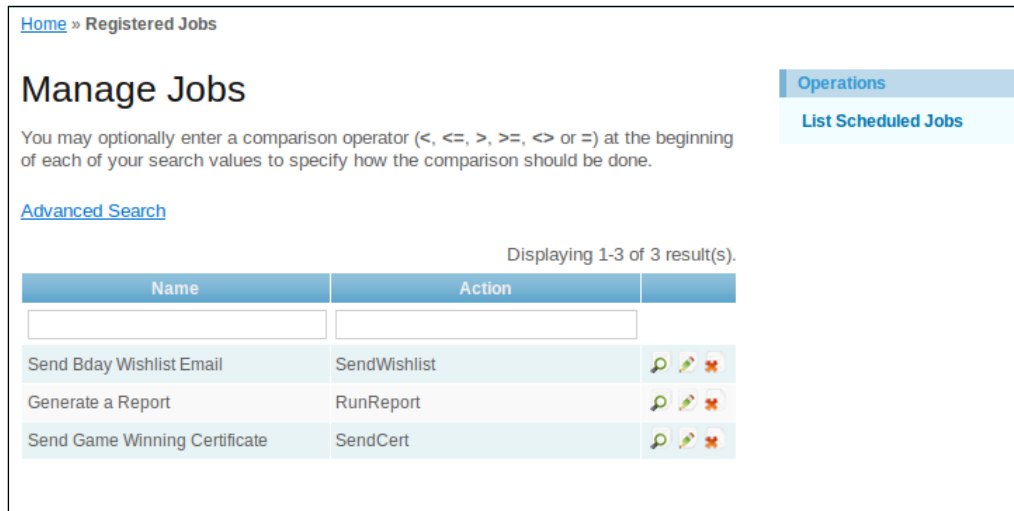 Home » Registered Jobs
Manage Jobs
You may optionally enter a comparison operator (<, <=, >, >=, <> or =) at the beginning
of each of your search values to specify how the comparison should be done.
Advanced Search
Displaying 1-3 of 3 result(s).
Name Action
Send Bday Wishlist Email SendWishlist
Generate a Report RunReport
Send Game Winning Certificate SendCert
Operations
List Scheduled Jobs